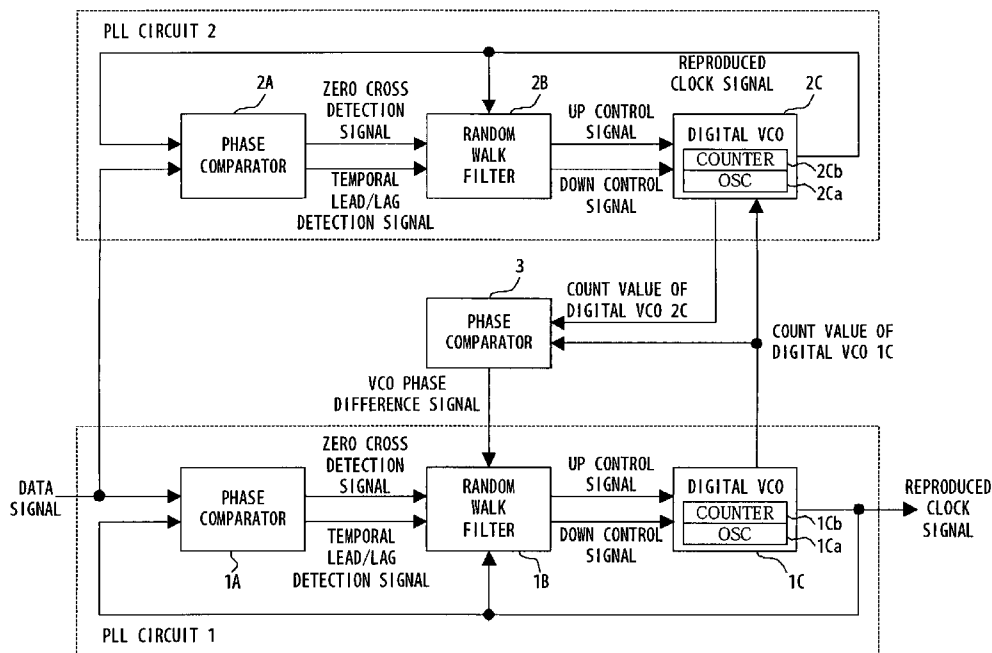 PLL CIRCUIT 2
REPRODUCED
CLOCK SIGNAL
2A
ZERO CROSS
DETECTION
SIGNAL
2B
2C
PHASE
COMPARATOR
RANDOM
WALK
FILTER
UP CONTROL
SIGNAL
DIGITAL VCO
COUNTER
OSC
2Cb
2Ca
TEMPORAL
LEAD/LAG
DETECTION SIGNAL
DOWN CONTROL
SIGNAL
3
PHASE
COMPARATOR
COUNT VALUE OF
DIGITAL VCO 2C
COUNT VALUE OF
DIGITAL VCO 1C
VCO PHASE
DIFFERENCE SIGNAL
DATA
SIGNAL
PHASE
COMPARATOR
1A
ZERO CROSS
DETECTION
SIGNAL
TEMPORAL
LEAD/LAG
DETECTION SIGNAL
RANDOM
WALK
FILTER
1B
UP CONTROL
SIGNAL
DOWN CONTROL
SIGNAL
DIGITAL VCO
COUNTER
OSC
1Cb
1Ca
1C
REPRODUCED
CLOCK
SIGNAL
PLL CIRCUIT 1